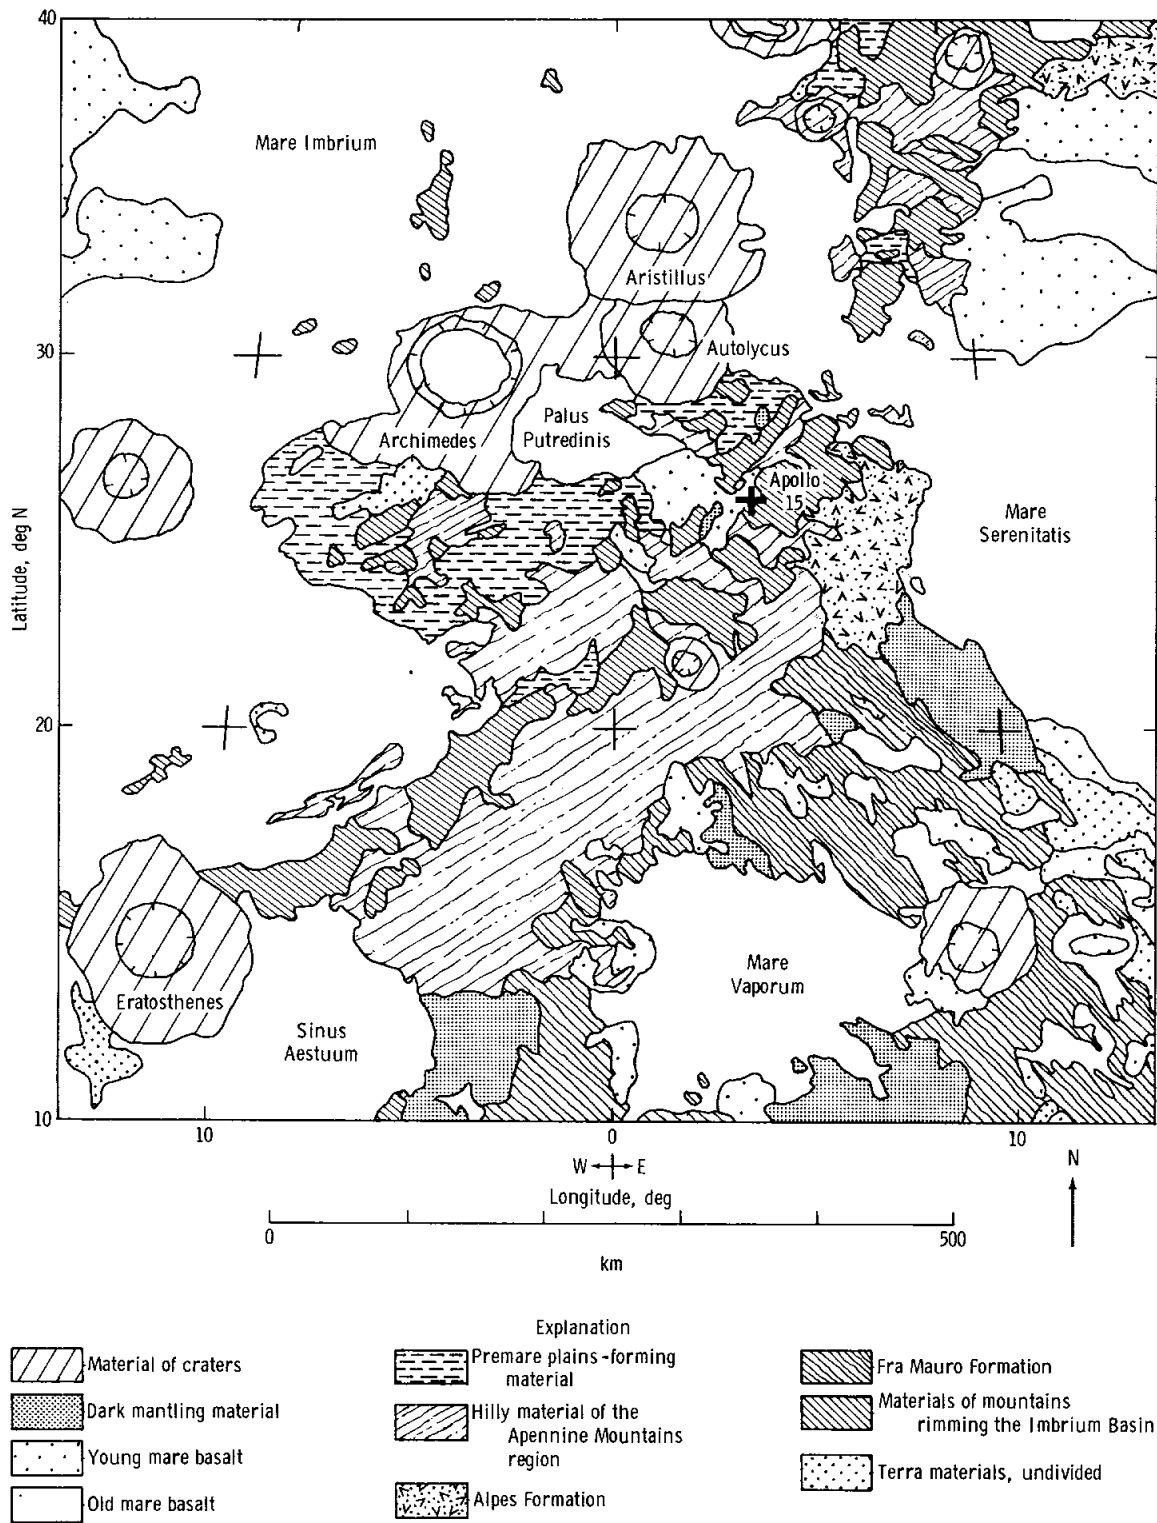 40
Mare Imbrium
Aristillus
30
Autolycus
Palus
Putredinis
Archimedes
Apollo
15
Mare
Serenitatis
Latitude, deg N
20
Mare
Vaporum
Eratosthenes
Sinus
Aestuum
10
10
0
10
W
E
N
Longitude, deg
0
500
km
Explanation
Material of craters
Dark mantling material
Young mare basalt
Old mare basalt
Premare plains-forming
material
Hilly material of the
Apennine Mountains
region
Alpes Formation
Fra Mauro Formation
Materials of mountains
rimming the Imbrium Basin
Terra materials, undivided